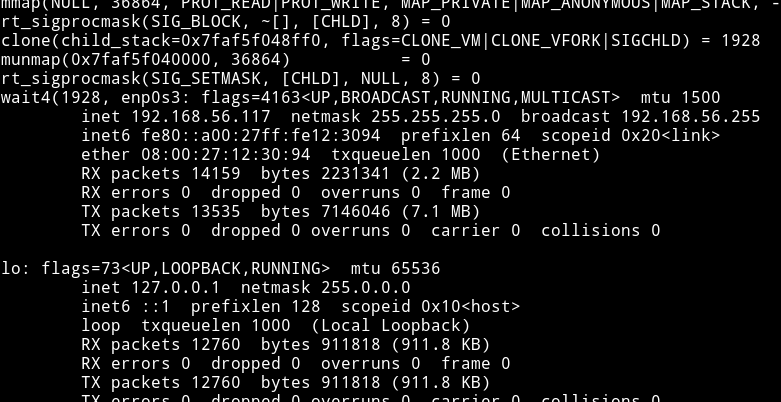 mmap(NULL, 36864, PROT_READ|PROT_WRITE, MAP_PRIVATE|MAP_ANONYMOUS|MAP_STACK, -
rt_sigprocmask(SIG_BLOCK, ~[], [CHLD], 8) = 0
clone(child_stack=0x7faf5f048ff0, flags=CLONE_VM|CLONE_VFORK|SIGCHLD) = 1928
munmap(0x7faf5f040000, 36864)           = 0
rt_sigprocmask(SIG_SETMASK, [CHLD], NULL, 8) = 0
wait4(1928, enp0s3: flags=4163<UP,BROADCAST,RUNNING,MULTICAST>  mtu 1500
        inet 192.168.56.117  netmask 255.255.255.0  broadcast 192.168.56.255
        inet6 fe80::a00:27ff:fe12:3094  prefixlen 64  scopeid 0x20<link>
        ether 08:00:27:12:30:94  txqueuelen 1000  (Ethernet)
        RX packets 14159  bytes 2231341 (2.2 MB)
        RX errors 0  dropped 0  overruns 0  frame 0
        TX packets 13535  bytes 7146046 (7.1 MB)
        TX errors 0  dropped 0 overruns 0  carrier 0  collisions 0
lo: flags=73<UP,LOOPBACK,RUNNING>  mtu 65536
        inet 127.0.0.1  netmask 255.0.0.0
        inet6 ::1  prefixlen 128  scopeid 0x10<host>
        loop  txqueuelen 1000  (Local Loopback)
        RX packets 12760  bytes 911818 (911.8 KB)
        RX errors 0  dropped 0  overruns 0  frame 0
        TX packets 12760  bytes 911818 (911.8 KB)
        TX errors 0  dropped 0 overruns 0  carrier 0  collisions 0